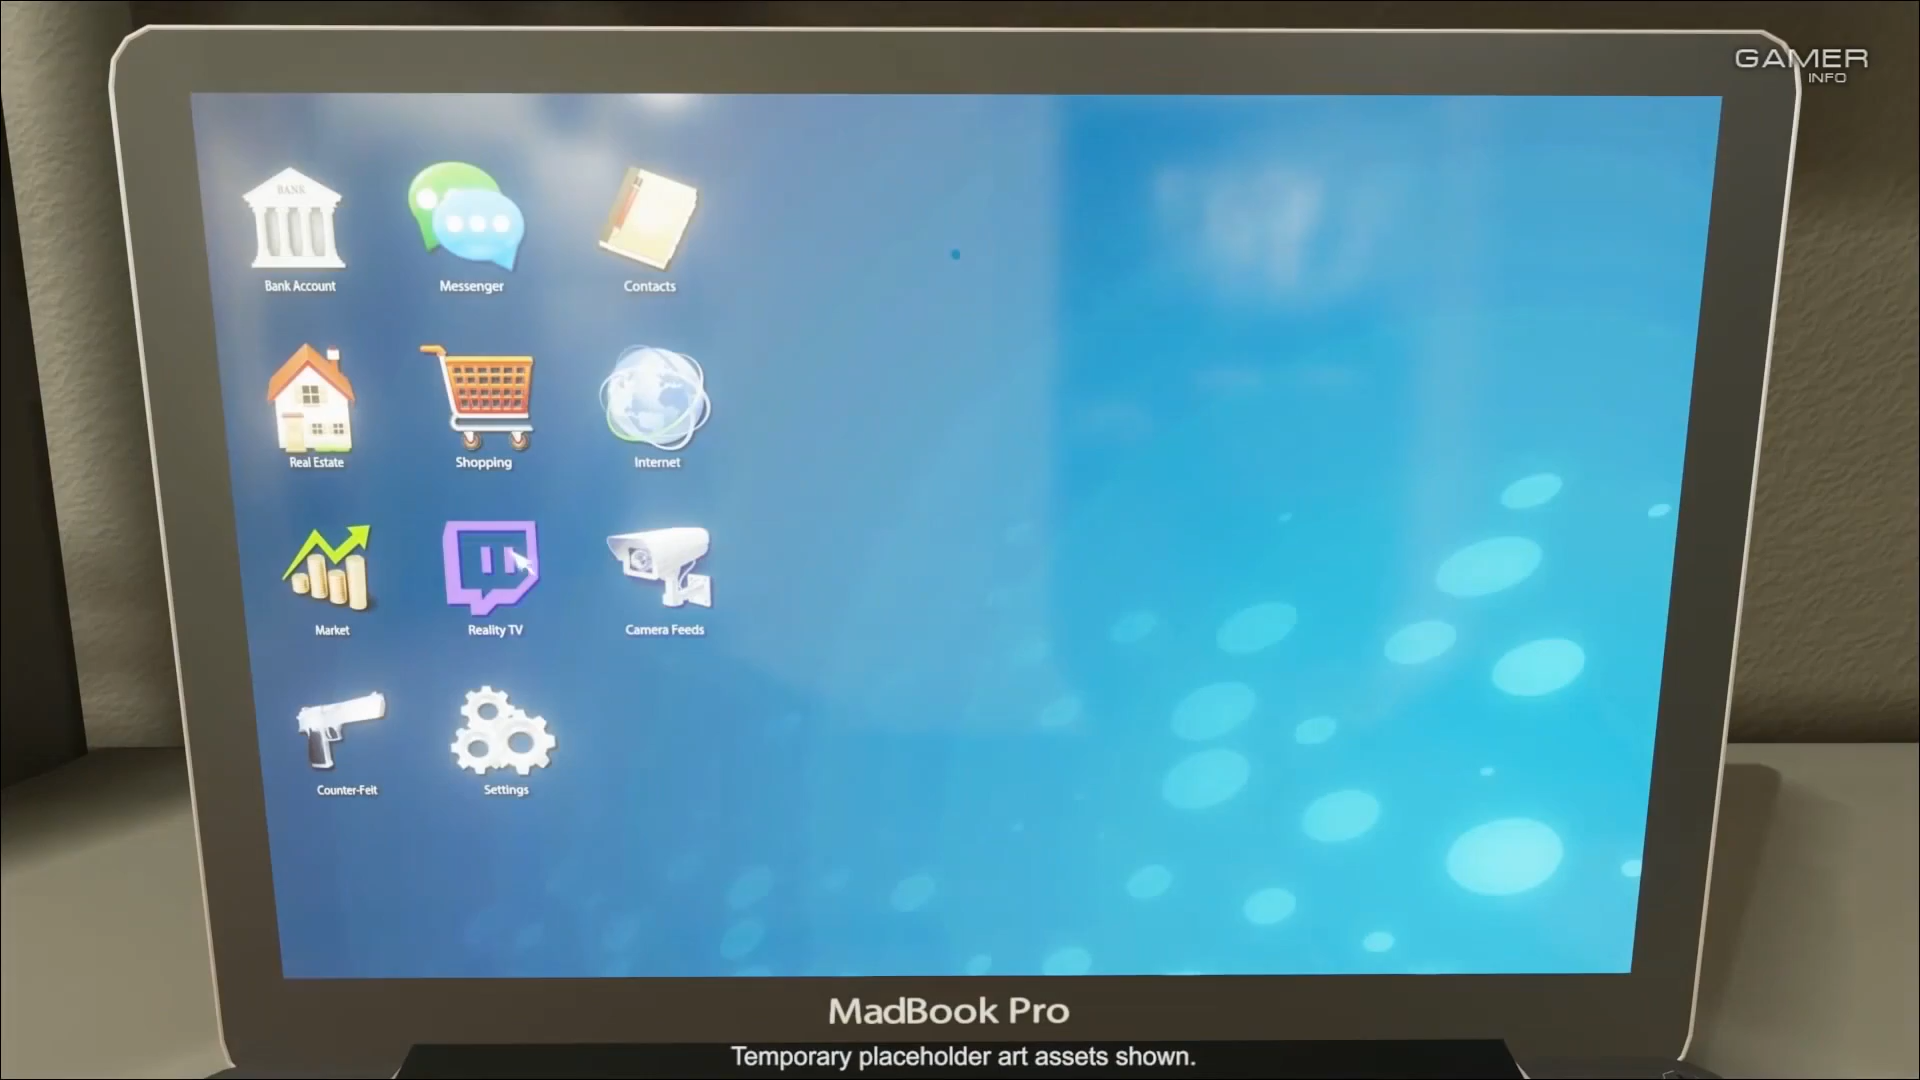 GAMER
INFO
BANK
Bank Account
Messenger
Contacts
Real Estate
Shopping
Internet
Market
Reality TV
Camera Feeds
Counter-Feit
Settings
MadBook Pro
Temporary placeholder art assets shown.